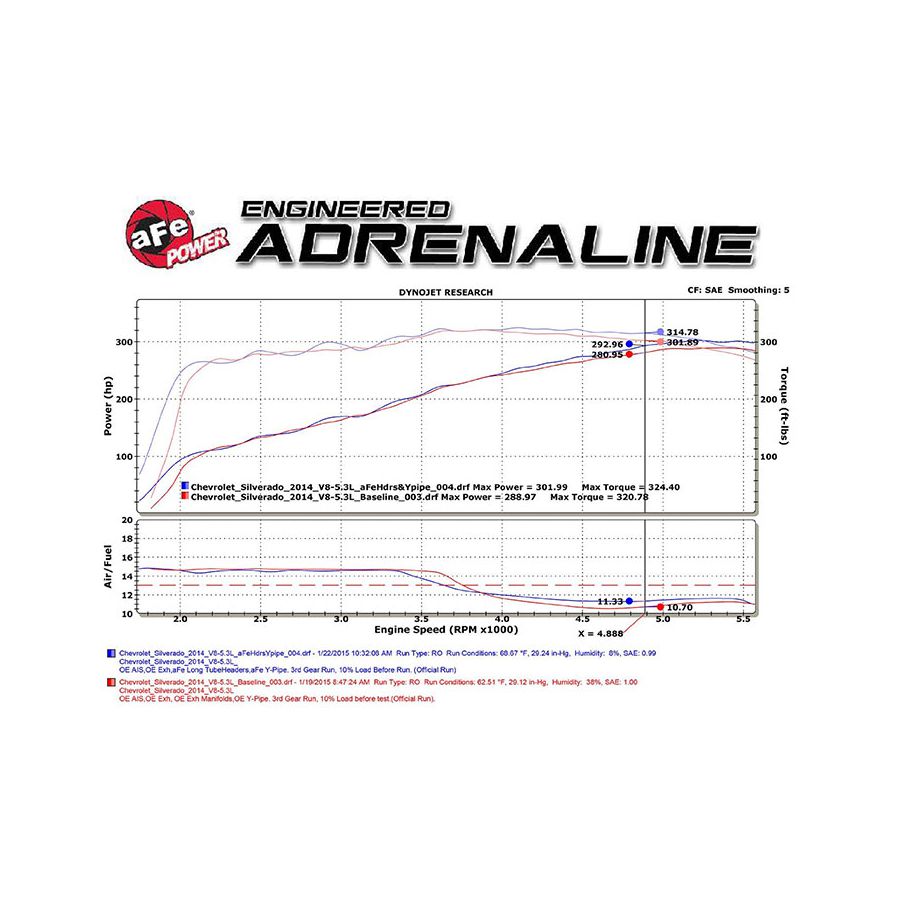 aFe POWER ®
ENGINEERED
ADRENALINE
DYNOJET RESEARCH
CF: SAE Smoothing: 5
Power (hp)
300
200
100
314.78
301.89
292.96
280.95
300
200
100
Torque (ft-lbs)
Chevrolet_Silverado_2014_V8-5.3L_aFeHdrs&Ypipe_004.drf Max Power = 301.99 Max Torque = 324.40
Chevrolet_Silverado_2014_V8-5.3L_Baseline_003.drf Max Power = 288.97 Max Torque = 320.78
Air/Fuel
20
18
16
14
12
10
11.33
10.70
2.0 2.5 3.0 3.5 4.0 4.5 5.0 5.5
Engine Speed (RPM x1000)
X = 4.888
Chevrolet_Silverado_2014_V8-5.3L_aFeHdrsYpipe_004.drf - 1/22/2015 10:32:08 AM Run Type: RO Run Conditions: 68.67 °F, 29.24 in-Hg, Humidity: 8%, SAE: 0.99
Chevrolet_Silverado_2014_V8-5.3L_
OE AIS,OE Exh,aFe Long TubeHeaders,aFe Y-Pipe. 3rd Gear Run, 10% Load Before Run. (Official Run)
Chevrolet_Silverado_2014_V8-5.3L_Baseline_003.drf - 1/19/2015 8:47:24 AM Run Type: RO Run Conditions: 62.51 °F, 29.12 in-Hg, Humidity: 38%, SAE: 1.00
Chevrolet_Silverado_2014_V8-5.3L
OE AIS,OE Exh, OE Exh Manifolds,OE Y-Pipe. 3rd Gear Run, 10% Load before test.(Official Run).